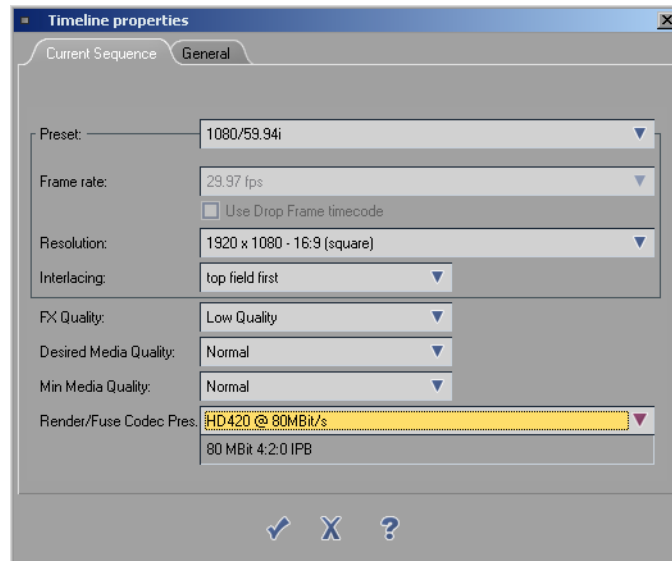 Timeline properties
Current Sequence General
Preset: 1080/59.94i
Frame rate: 29.97 fps
Use Drop Frame timecode
Resolution: 1920 x 1080 - 16:9 (square)
Interlacing: top field first
FX Quality: Low Quality
Desired Media Quality: Normal
Min Media Quality: Normal
Render/Fuse Codec Pres. HD420 @ 80MBit/s
80 MBit 4:2:0 IPB